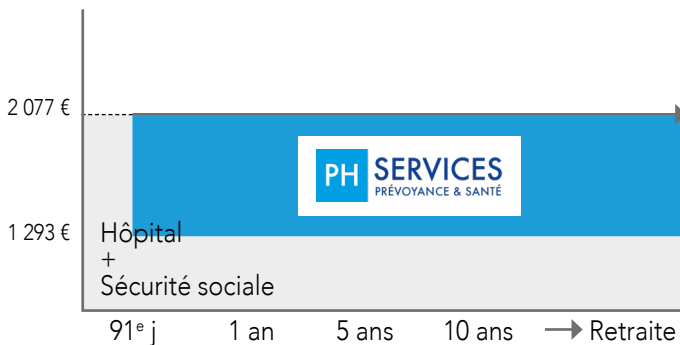 2 077 €
PH SERVICES
PRÉVOYANCE & SANTÉ
1 293 €
Hôpital
+
Sécurité sociale
91e j 1 an 5 ans 10 ans → Retraite